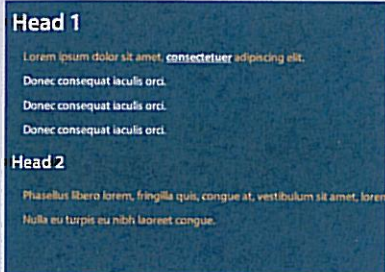 Head 1
Lorem ipsum dolor sit amet, consectetuer adipiscing elit.
Donec consequat iaculis orci.
Donec consequat iaculis orci.
Donec consequat iaculis orci.
Head 2
Phasellus libero lorem, fringilla quis, congue at, vestibulum sit amet, lorem
Nulla eu turpis eu nibh laoreet congue.